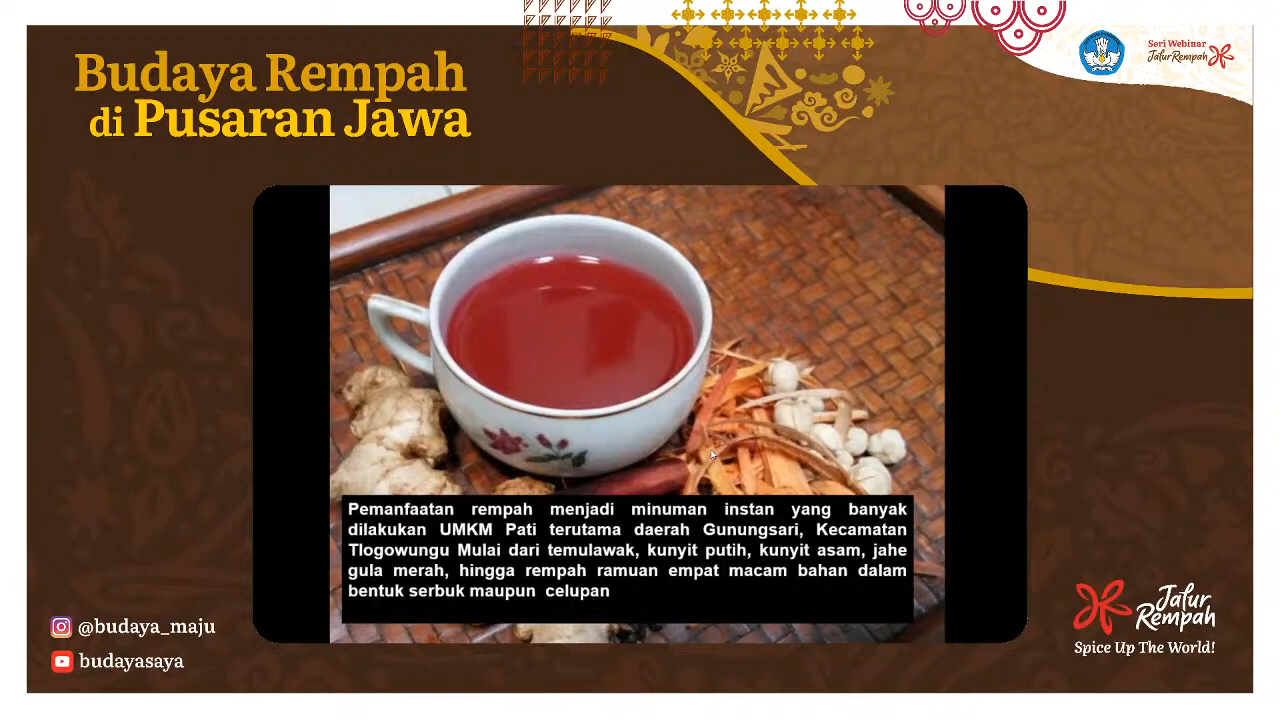 Budaya Rempah
di Pusaran Jawa
Seri Webinar
Jalur Rempah
Pemanfaatan rempah menjadi minuman instan yang banyak
dilakukan UMKM Pati terutama daerah Gunungsari, Kecamatan
Tlogowungu Mulai dari temulawak, kunyit putih, kunyit asam, jahe
gula merah, hingga rempah ramuan empat macam bahan dalam
bentuk serbuk maupun celupan
@budaya_maju
budayasaya
Jalur
Rempah
Spice Up The World!